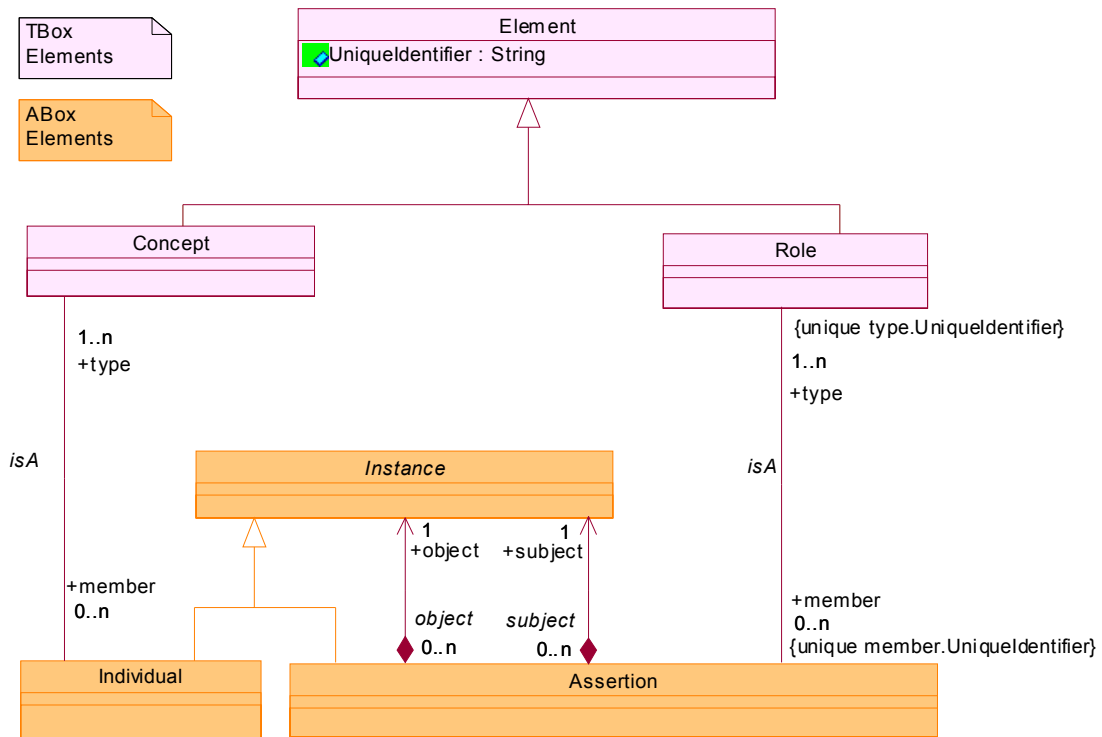 TBox
Elements
Element
UniqueIdentifier : String
ABox
Elements
Concept
Role
1..n
+type
{unique type.UniqueIdentifier}
1..n
+type
isA
Instance
isA
1
+object
1
+subject
+member
0..n
object
0..n
subject
0..n
+member
0..n
{unique member.UniqueIdentifier}
Individual
Assertion